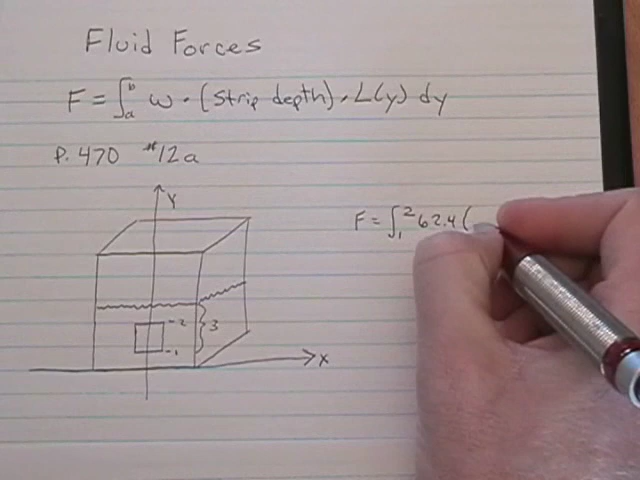 Fluid Forces
F = ∫ₐᵇ ω · (strip depth) · L(y) dy
P. 470 #12a
Y
F = ∫₁² 62.4 (
2
3
1
x